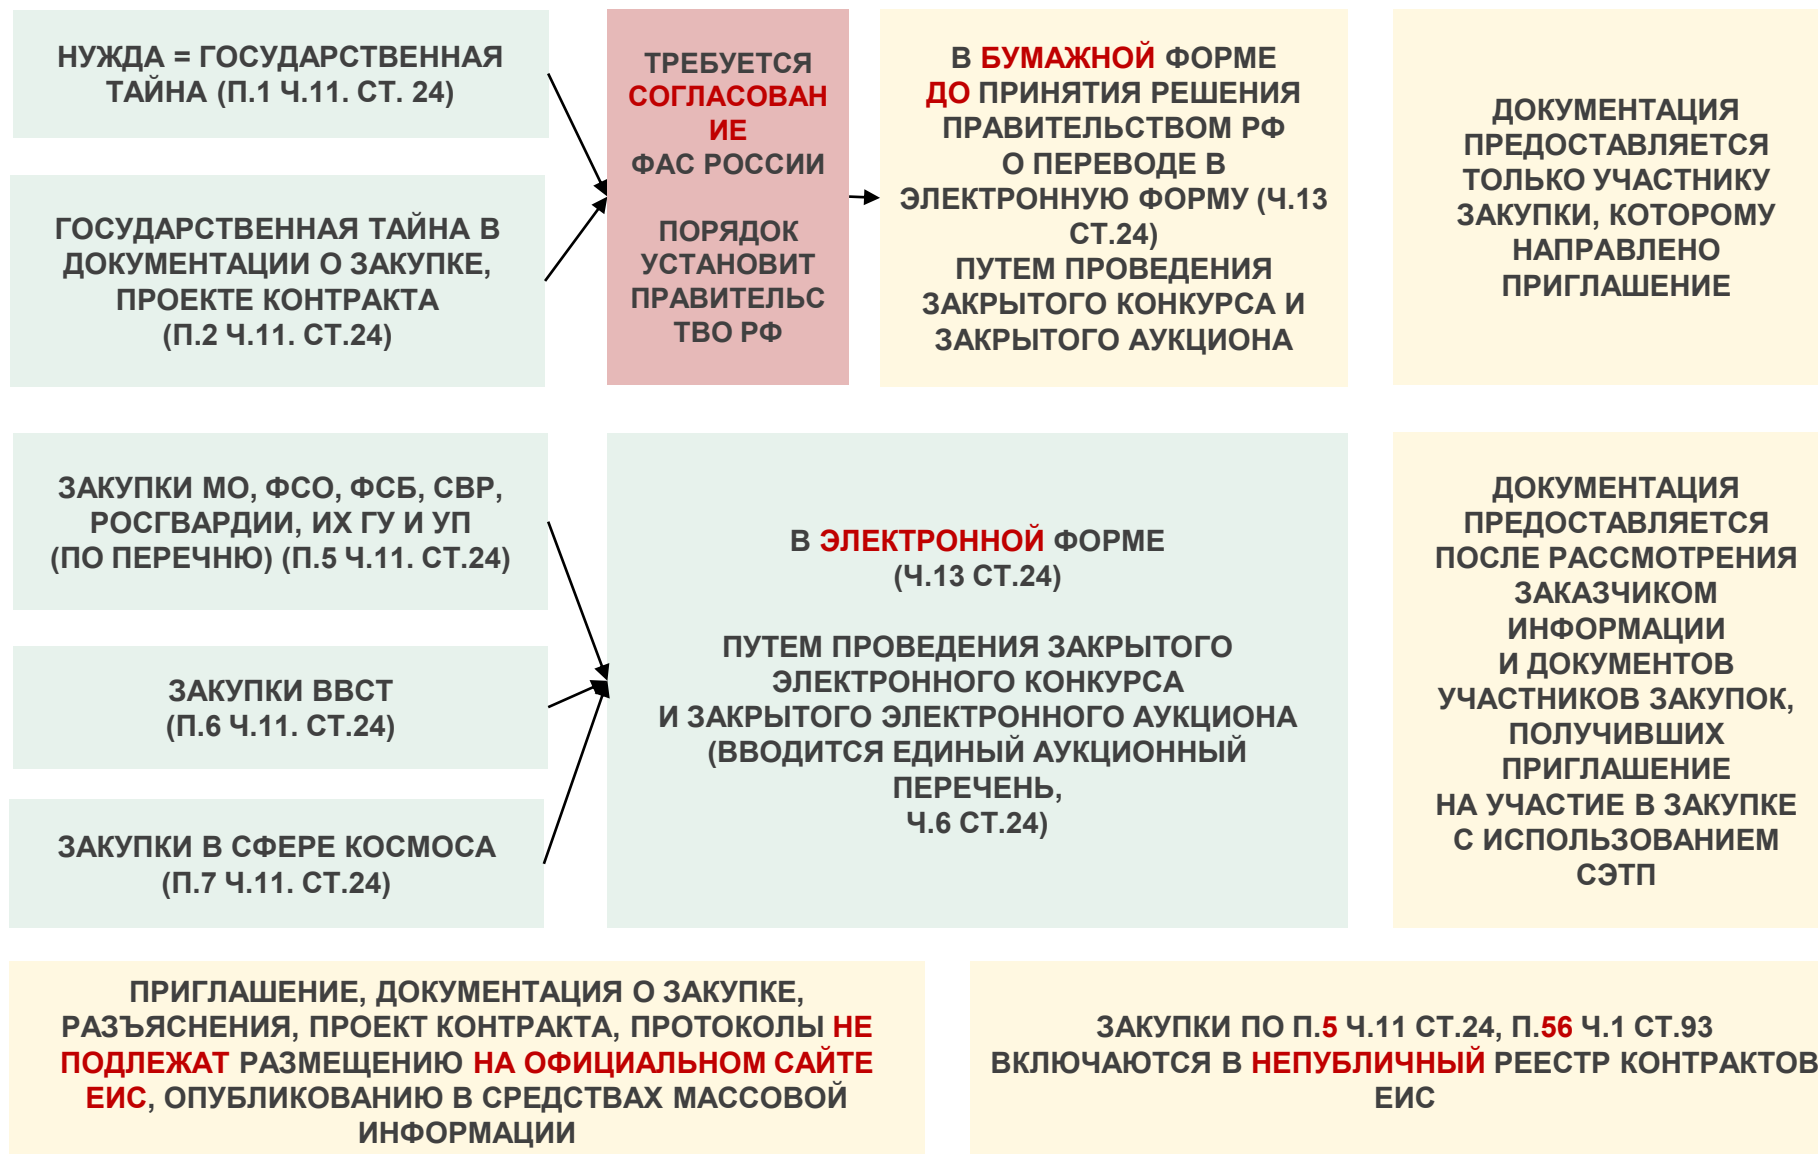 НУЖДА = ГОСУДАРСТВЕННАЯ
ТАЙНА (П.1 Ч.11. СТ. 24)
ГОСУДАРСТВЕННАЯ ТАЙНА В
ДОКУМЕНТАЦИИ О ЗАКУПКЕ,
ПРОЕКТЕ КОНТРАКТА
(П.2 Ч.11. СТ.24)
ТРЕБУЕТСЯ
СОГЛАСОВАН
ИЕ
ФАС РОССИИ
ПОРЯДОК
УСТАНОВИТ
ПРАВИТЕЛЬС
ТВО РФ
В БУМАЖНОЙ ФОРМЕ
ДО ПРИНЯТИЯ РЕШЕНИЯ
ПРАВИТЕЛЬСТВОМ РФ
О ПЕРЕВОДЕ В
ЭЛЕКТРОННУЮ ФОРМУ (Ч.13
СТ.24)
ПУТЕМ ПРОВЕДЕНИЯ
ЗАКРЫТОГО КОНКУРСА И
ЗАКРЫТОГО АУКЦИОНА
ДОКУМЕНТАЦИЯ
ПРЕДОСТАВЛЯЕТСЯ
ТОЛЬКО УЧАСТНИКУ
ЗАКУПКИ, КОТОРОМУ
НАПРАВЛЕНО
ПРИГЛАШЕНИЕ
ЗАКУПКИ МО, ФСО, ФСБ, СВР,
РОСГВАРДИИ, ИХ ГУ И УП
(ПО ПЕРЕЧНЮ) (П.5 Ч.11. СТ.24)
ЗАКУПКИ ВВСТ
(П.6 Ч.11. СТ.24)
ЗАКУПКИ В СФЕРЕ КОСМОСА
(П.7 Ч.11. СТ.24)
В ЭЛЕКТРОННОЙ ФОРМЕ
(Ч.13 СТ.24)
ПУТЕМ ПРОВЕДЕНИЯ ЗАКРЫТОГО
ЭЛЕКТРОННОГО КОНКУРСА
И ЗАКРЫТОГО ЭЛЕКТРОННОГО АУКЦИОНА
(ВВОДИТСЯ ЕДИНЫЙ АУКЦИОННЫЙ
ПЕРЕЧЕНЬ,
Ч.6 СТ.24)
ДОКУМЕНТАЦИЯ
ПРЕДОСТАВЛЯЕТСЯ
ПОСЛЕ РАССМОТРЕНИЯ
ЗАКАЗЧИКОМ
ИНФОРМАЦИИ
И ДОКУМЕНТОВ
УЧАСТНИКОВ ЗАКУПОК,
ПОЛУЧИВШИХ
ПРИГЛАШЕНИЕ
НА УЧАСТИЕ В ЗАКУПКЕ
С ИСПОЛЬЗОВАНИЕМ
СЭТП
ПРИГЛАШЕНИЕ, ДОКУМЕНТАЦИЯ О ЗАКУПКЕ,
РАЗЪЯСНЕНИЯ, ПРОЕКТ КОНТРАКТА, ПРОТОКОЛЫ НЕ
ПОДЛЕЖАТ РАЗМЕЩЕНИЮ НА ОФИЦИАЛЬНОМ САЙТЕ
ЕИС, ОПУБЛИКОВАНИЮ В СРЕДСТВАХ МАССОВОЙ
ИНФОРМАЦИИ
ЗАКУПКИ ПО П.5 Ч.11 СТ.24, П.56 Ч.1 СТ.93
ВКЛЮЧАЮТСЯ В НЕПУБЛИЧНЫЙ РЕЕСТР КОНТРАКТОВ
ЕИС